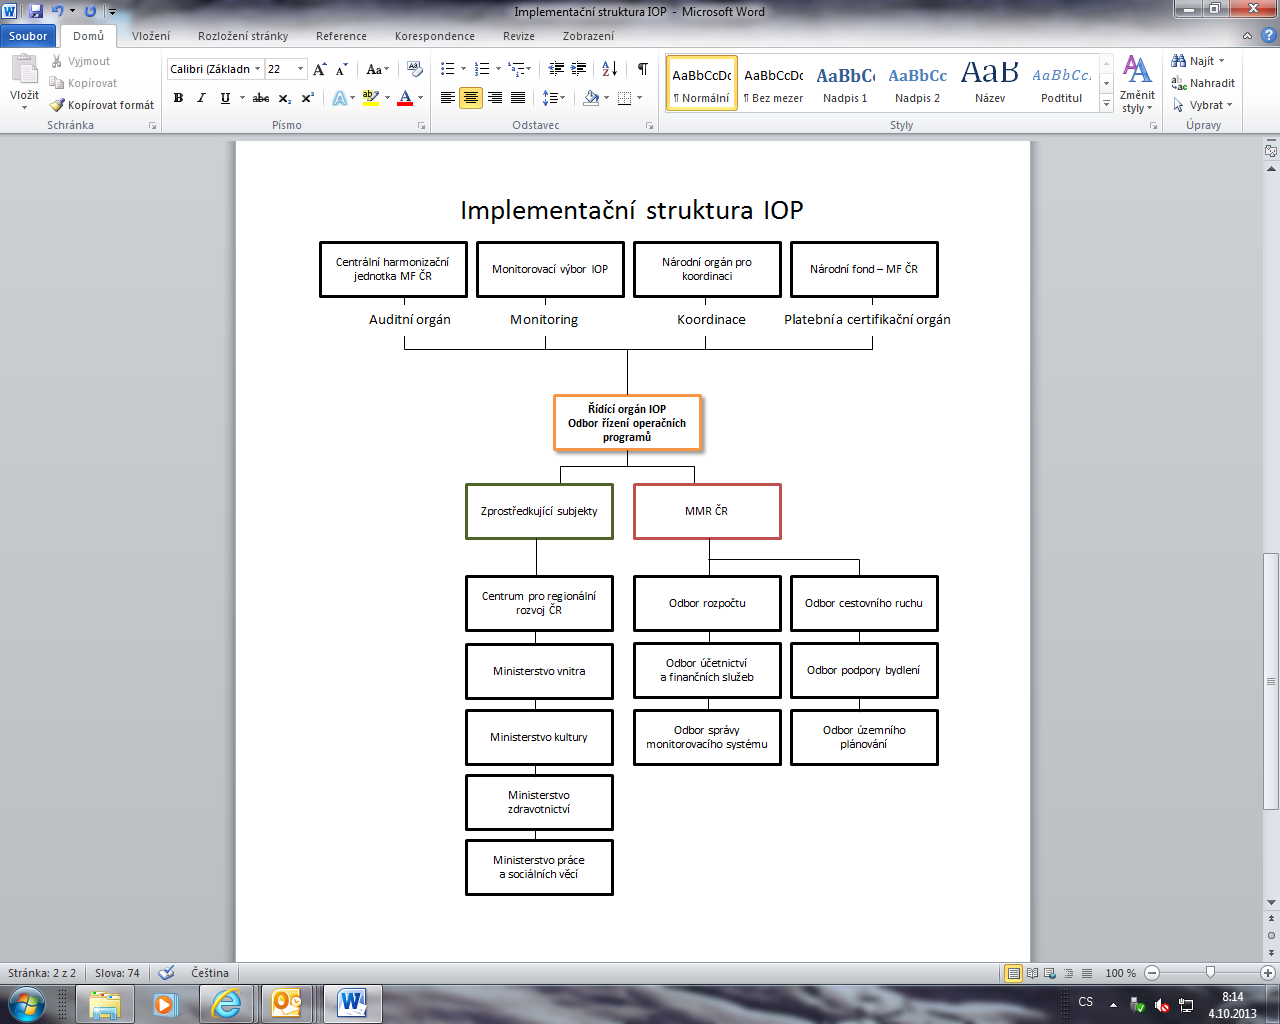 Implementační struktura IOP - Microsoft Word
Soubor
Domů
Vložení
Rozložení stránky
Reference
Korespondence
Revize
Zobrazení
Vložit
Vyjmout
Kopírovat
Kopírovat formát
Schránka
Calibri (Základn
22
Písmo
Odstavec
AaBbCcDc
¶ Normální
AaBbCcDc
¶ Bez mezer
AaBbC
Nadpis 1
AaBbCc
Nadpis 2
AaB
Název
AaBbCc.
Podtitul
Změnit
styly
Styly
Najít
Nahradit
Vybrat
Úpravy
Implementační struktura IOP
Centrální harmonizační
jednotka MF ČR
Monitorovací výbor IOP
Národní orgán pro
koordinaci
Národní fond – MF ČR
Auditní orgán
Monitoring
Koordinace
Platební a certifikační orgán
Řídící orgán IOP
Odbor řízení operačních
programů
Zprostředkující subjekty
MMR ČR
Centrum pro regionální
rozvoj ČR
Odbor rozpočtu
Odbor cestovního ruchu
Ministerstvo vnitra
Odbor účetnictví
a finančních služeb
Odbor podpory bydlení
Ministerstvo kultury
Odbor správy
monitorovacího systému
Odbor územního
plánování
Ministerstvo
zdravotnictví
Ministerstvo práce
a sociálních věcí
Stránka: 2 z 2
Slova: 74
Čeština
100 %
CS
8:14
4.10.2013